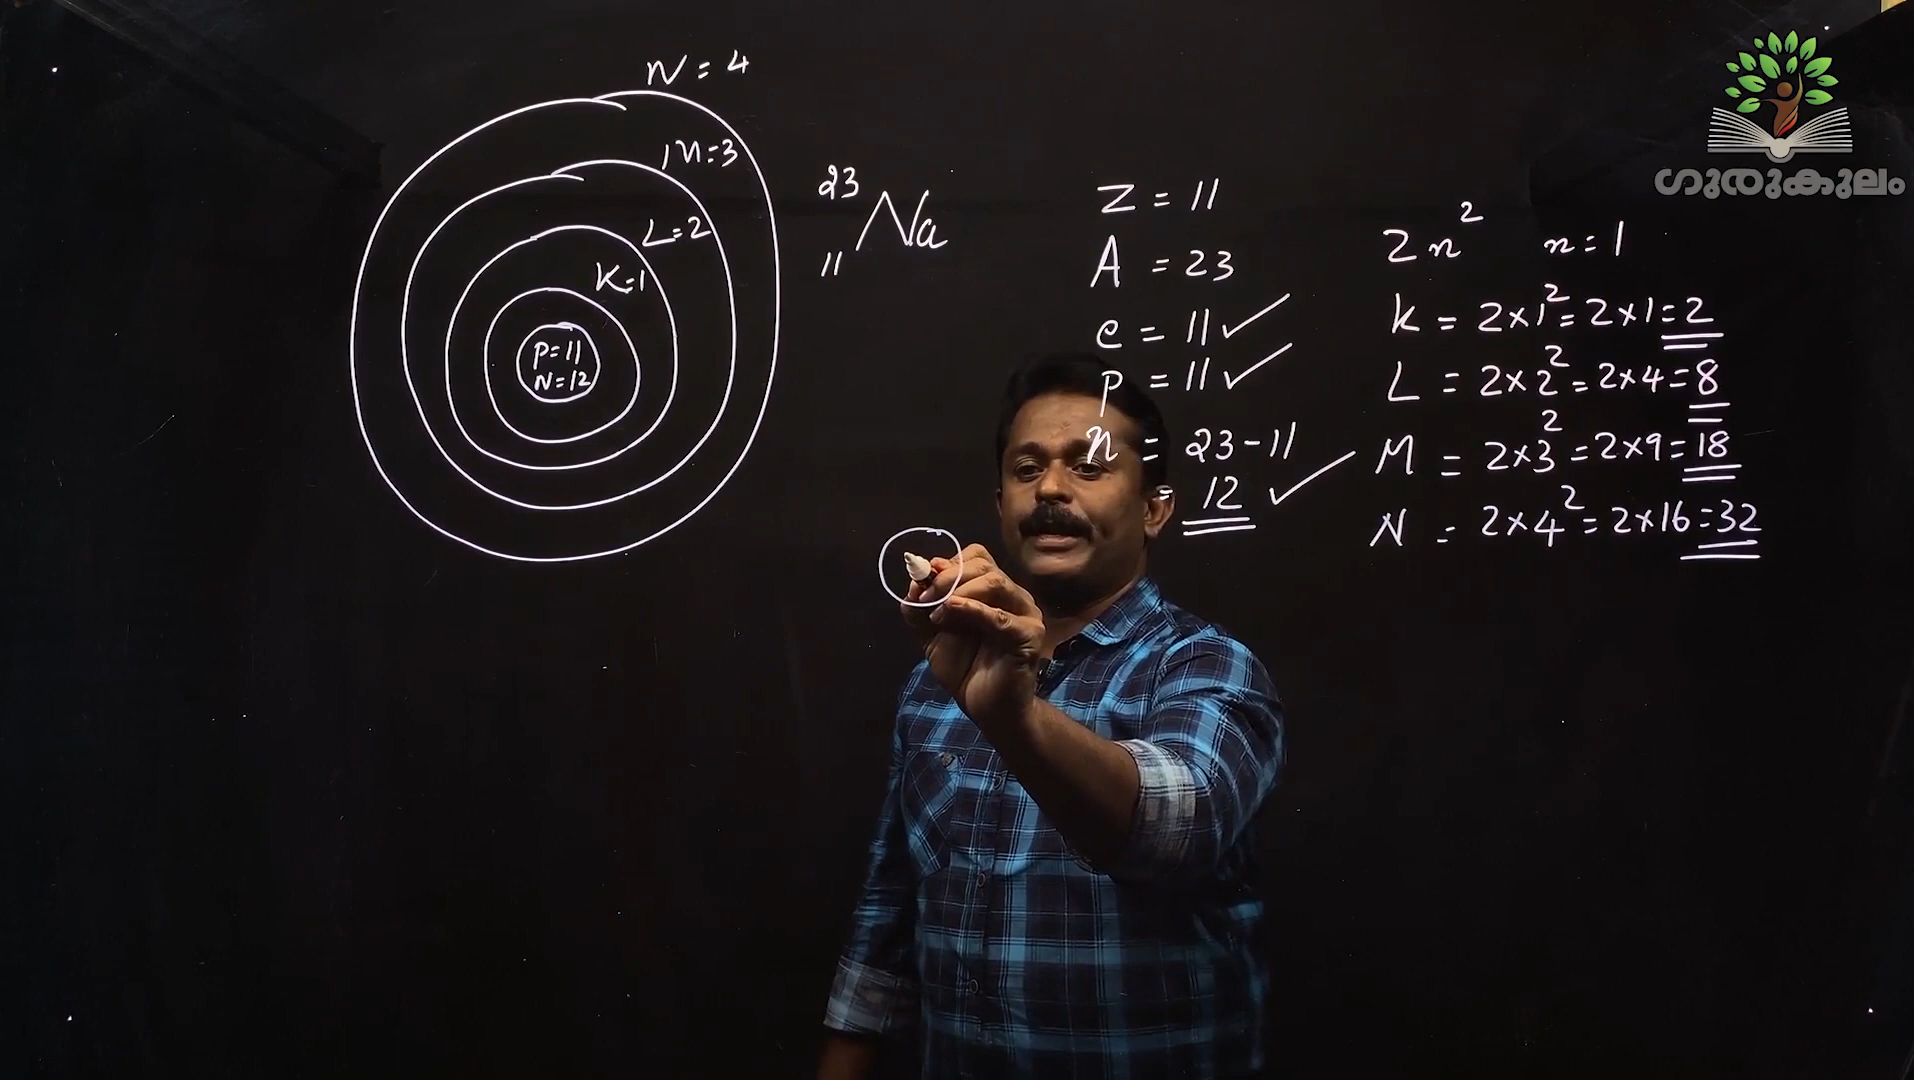 N = 4
M = 3
L = 2
K = 1
P = 11
N = 12
23
11 Na
Z = 11
A = 23
e = 11 ✓
p = 11 ✓
n = 23 - 11
= 12 ✓
2n² n = 1
K = 2×1² = 2×1 = 2
L = 2×2² = 2×4 = 8
M = 2×3² = 2×9 = 18
N = 2×4² = 2×16 = 32
ഗുരുകുലം